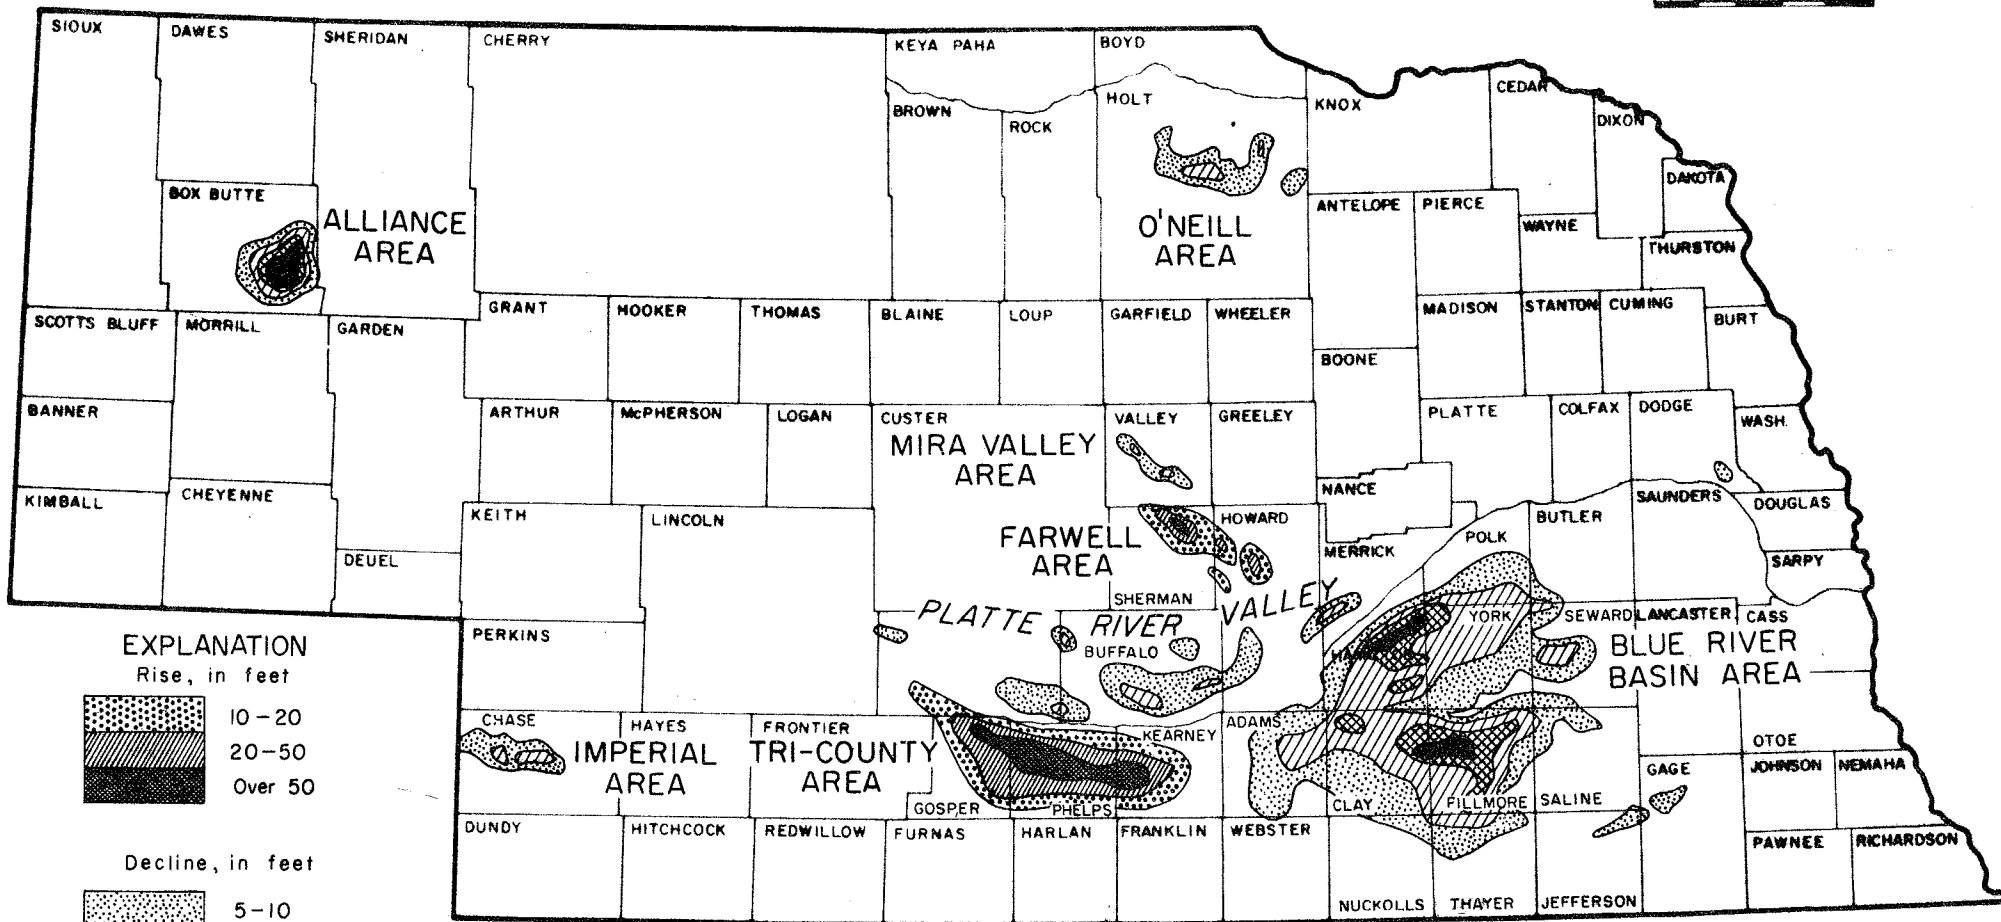 SIOUX
DAWES
SHERIDAN
CHERRY
KEYA PAHA
BOYD
BROWN
ROCK
HOLT
KNOX
CEDAR
DIXON
DAKOTA
BOX BUTTE
ALLIANCE
AREA
O'NEILL
AREA
ANTELOPE
PIERCE
WAYNE
THURSTON
SCOTTS BLUFF
MORRILL
GARDEN
GRANT
HOOKER
THOMAS
BLAINE
LOUP
GARFIELD
WHEELER
BOONE
MADISON
STANTON
CUMING
BURT
BANNER
ARTHUR
McPHERSON
LOGAN
CUSTER
MIRA VALLEY
AREA
VALLEY
GREELEY
PLATTE
COLFAX
DODGE
WASH.
KIMBALL
CHEYENNE
DEUEL
KEITH
LINCOLN
FARWELL
AREA
HOWARD
NANCE
MERRICK
POLK
BUTLER
SAUNDERS
DOUGLAS
SARPY
SHERMAN
PLATTE RIVER VALLEY
BUFFALO
PERKINS
YORK
SEWARD
LANCASTER
CASS
BLUE RIVER
BASIN AREA
EXPLANATION
Rise, in feet
10-20
20-50
Over 50
CHASE
HAYES
IMPERIAL
AREA
FRONTIER
TRI-COUNTY
AREA
GOSPER
PHELPS
KEARNEY
ADAMS
CLAY
FILLMORE
SALINE
GAGE
OTOE
JOHNSON
NEMAHA
DUNDY
HITCHCOCK
REDWILLOW
FURNAS
HARLAN
FRANKLIN
WEBSTER
NUCKOLLS
THAYER
JEFFERSON
PAWNEE
RICHARDSON
Decline, in feet
5-10